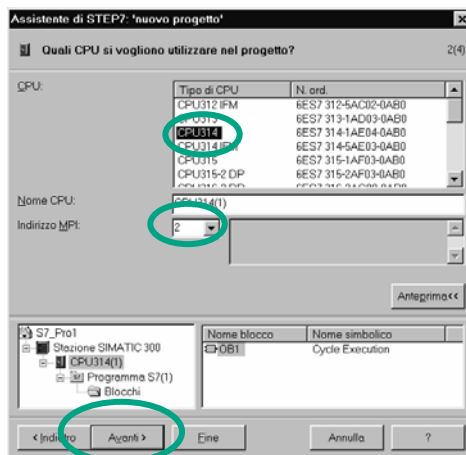 Assistente di STEP7: 'nuovo progetto'
Quali CPU si vogliono utilizzare nel progetto? 2(4)
CPU:
Tipo di CPU N. ord.
CPU312 IFM 6ES7 312-5AC02-0AB0
CPU313 6ES7 313-1AD03-0AB0
CPU314 6ES7 314-1AE04-0AB0
CPU314 IFM 6ES7 314-5AE03-0AB0
CPU315 6ES7 315-1AF03-0AB0
CPU315-2 DP 6ES7 315-2AF03-0AB0
Nome CPU: CPU314(1)
Indirizzo MPI: 2
Anteprima<<
S7_Pro1
Stazione SIMATIC 300
CPU314(1)
Programma S7(1)
Blocchi
Nome blocco Nome simbolico
OB1 Cycle Execution
<Indietro Avanti > Fine Annulla ?